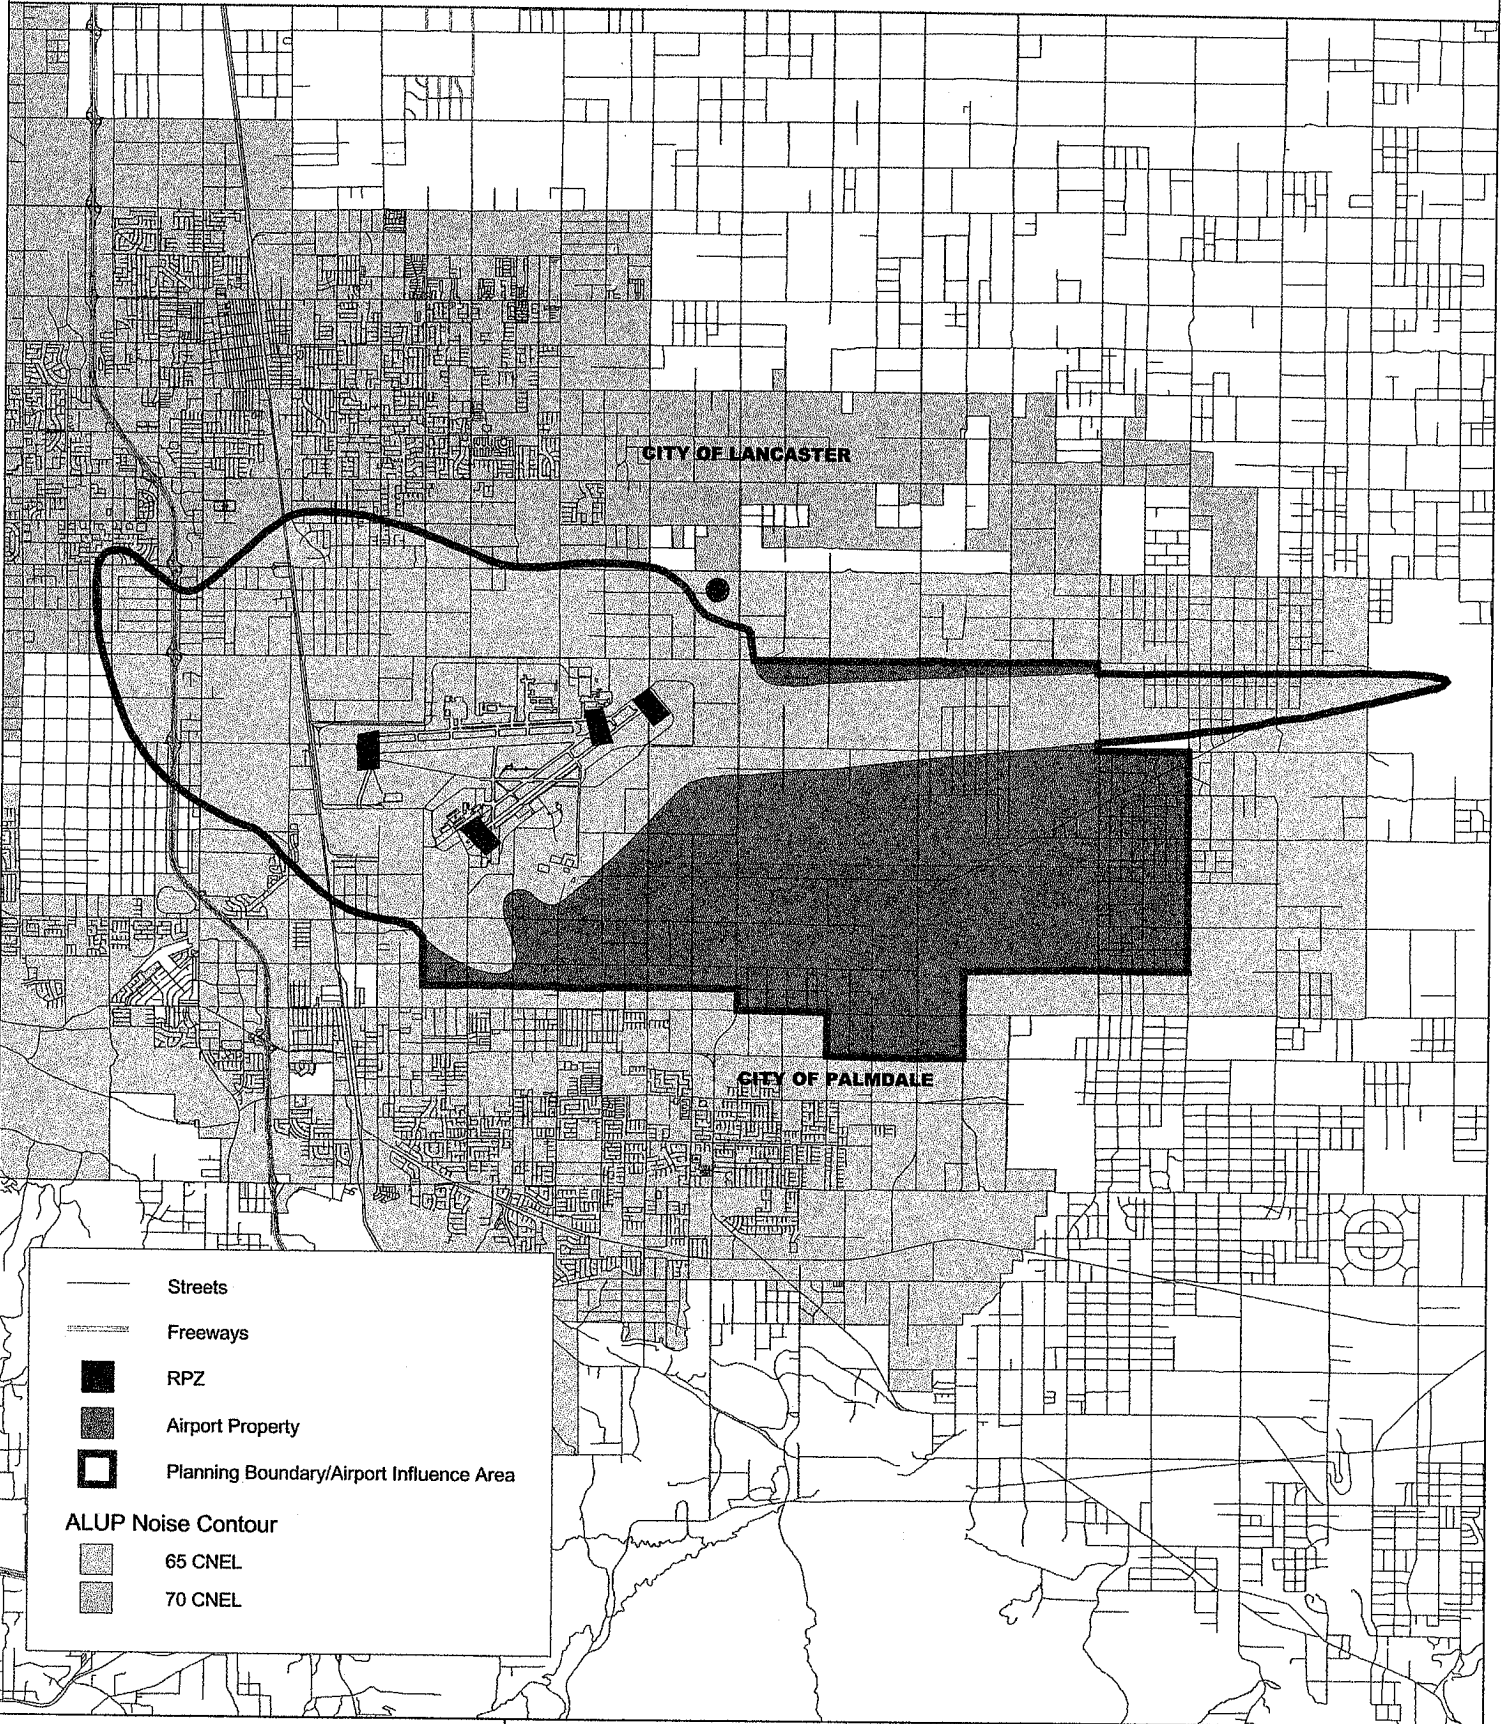 CITY OF LANCASTER
CITY OF PALMDALE
Streets
Freeways
RPZ
Airport Property
Planning Boundary/Airport Influence Area
ALUP Noise Contour
65 CNEL
70 CNEL